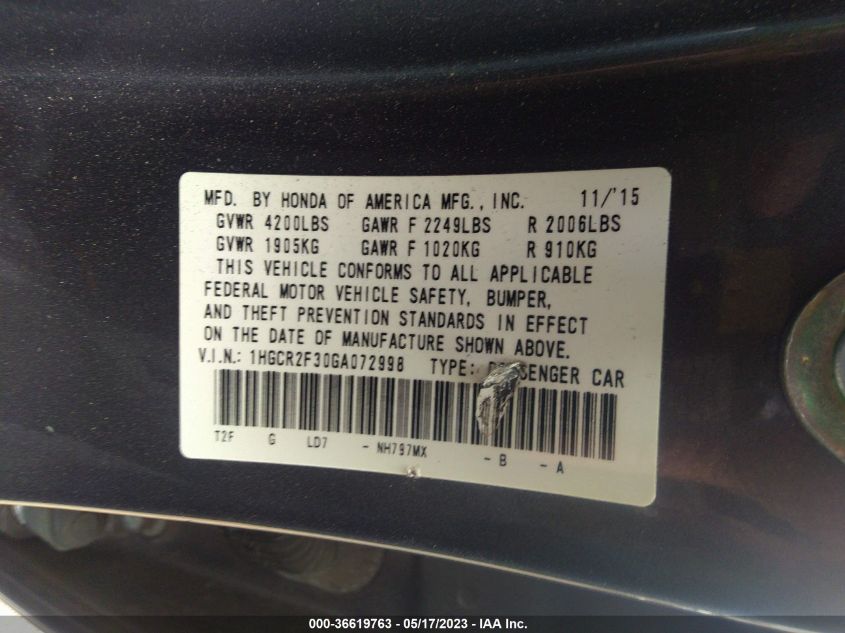 MFD. BY HONDA OF AMERICA MFG., INC. 11/'15
GVWR 4200LBS GAWR F 2249LBS R 2006LBS
GVWR 1905KG GAWR F 1020KG R 910KG
THIS VEHICLE CONFORMS TO ALL APPLICABLE
FEDERAL MOTOR VEHICLE SAFETY, BUMPER,
AND THEFT PREVENTION STANDARDS IN EFFECT
ON THE DATE OF MANUFACTURE SHOWN ABOVE.
V.I.N.: 1HGCR2F30GA072998 TYPE: CAR
T2F G LD7 - NH797MX - B - A
000-36619763 - 05/17/2023 - IAA Inc.